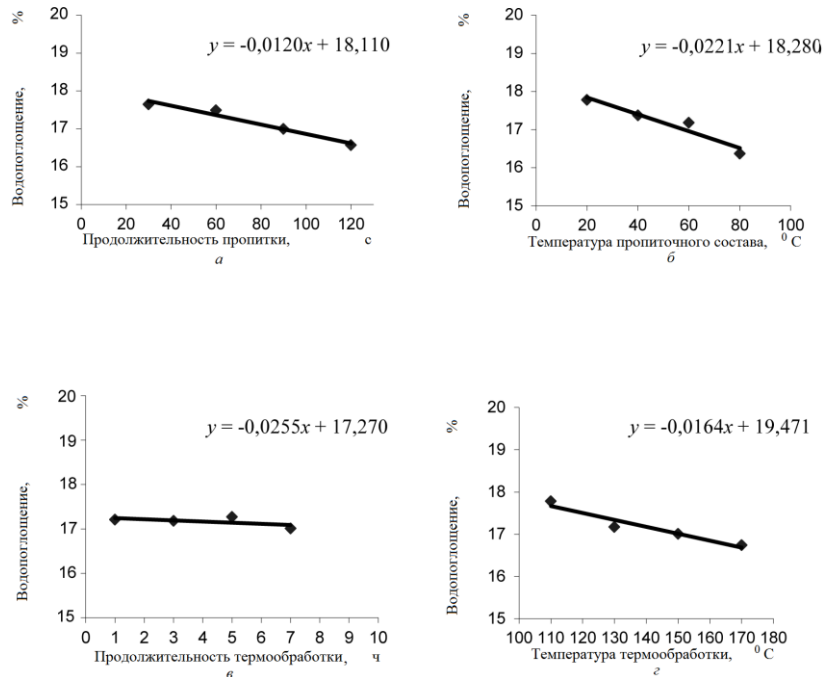 %
20
19
18
17
16
15
Водопоглощение,
y = -0,0120x + 18,110
0 20 40 60 80 100 120
Продолжительность пропитки, с
а
%
20
19
18
17
16
15
Водопоглощение,
y = -0,0221x + 18,280
0 20 40 60 80 100
Температура пропиточного состава, ⁰ С
б
%
20
19
18
17
16
15
Водопоглощение,
y = -0,0255x + 17,270
0 1 2 3 4 5 6 7 8 9 10
Продолжительность термообработки, ч
в
%
20
19
18
17
16
15
Водопоглощение,
y = -0,0164x + 19,471
100 110 120 130 140 150 160 170 180
Температура термообработки, ⁰ С
г